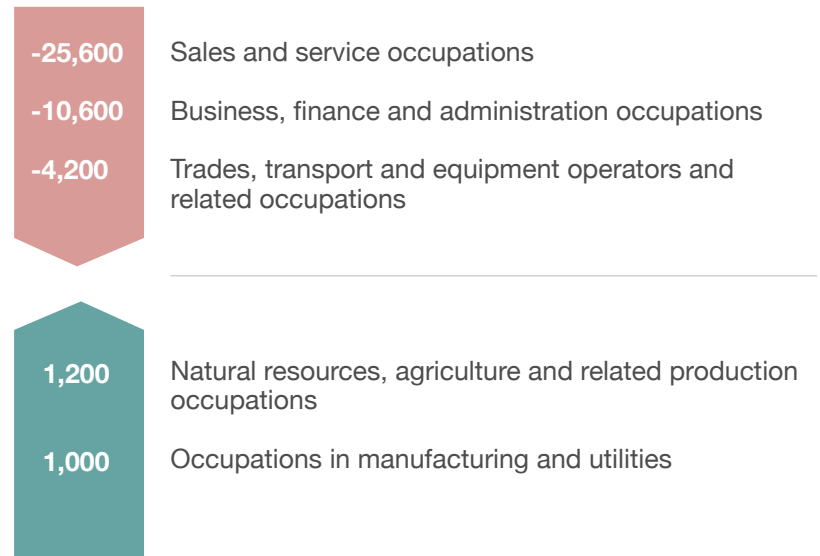 -25,600 Sales and service occupations
-10,600 Business, finance and administration occupations
-4,200 Trades, transport and equipment operators and
related occupations
1,200 Natural resources, agriculture and related production
occupations
1,000 Occupations in manufacturing and utilities